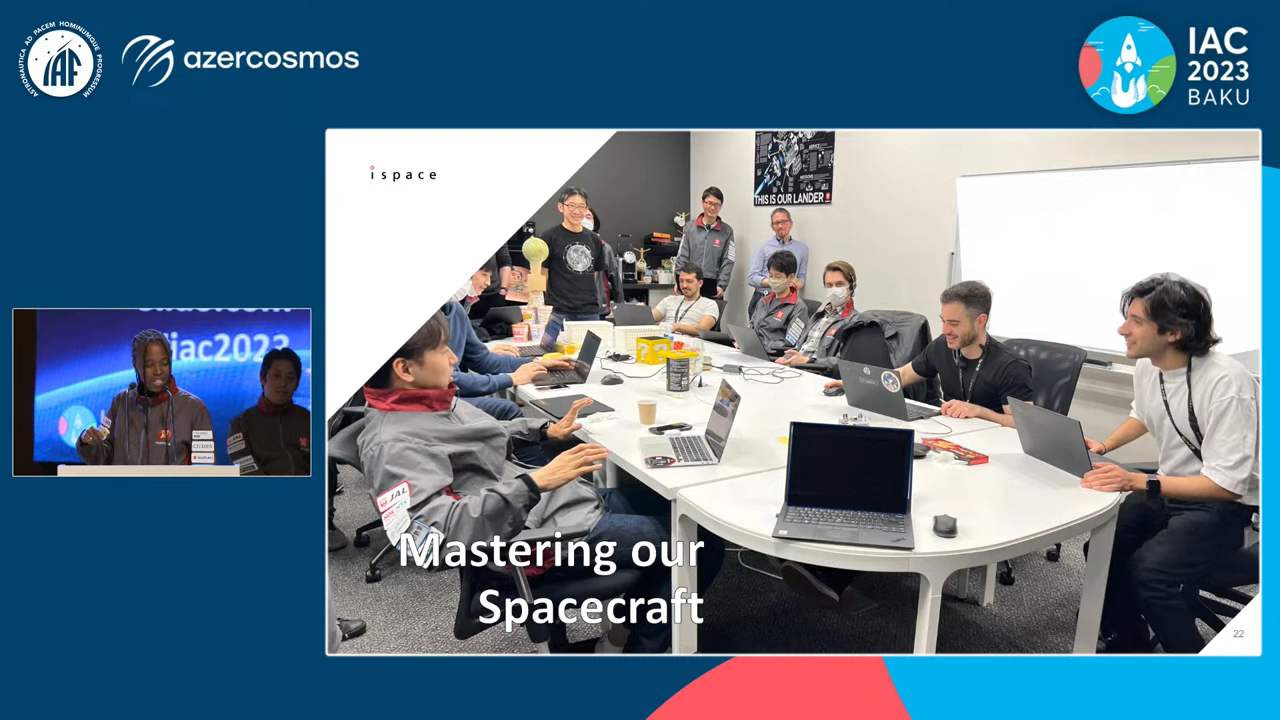 ASTRONAUTICA AD PACEM HOMINUMQUE PROGRESSUM
IAF
azercosmos
IAC
2023
BAKU
ispace
THIS IS OUR LANDER
JAL
Mastering our
Spacecraft
22
iac2023